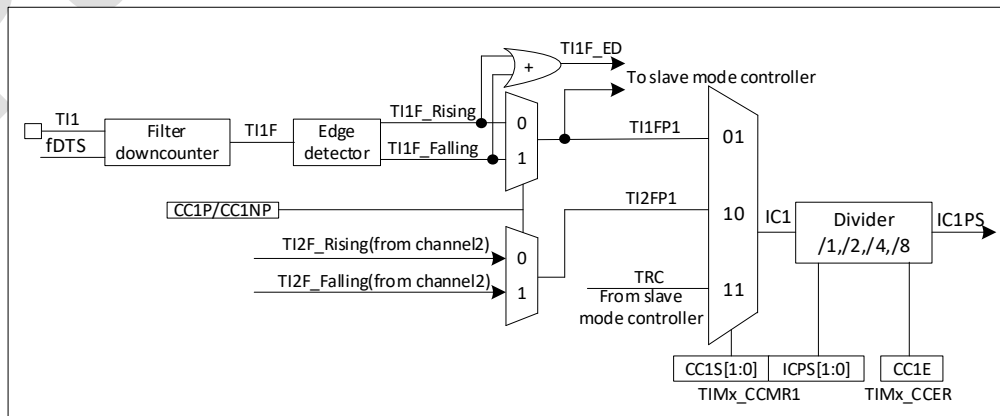 TI1F_ED
+
To slave mode controller
TI1
fDTS
Filter
downcounter
TI1F
Edge
detector
TI1F_Rising
TI1F_Falling
0
1
TI1FP1
01
CC1P/CC1NP
TI2FP1
10
IC1
Divider
/1,/2,/4,/8
IC1PS
TI2F_Rising(from channel2)
TI2F_Falling(from channel2)
0
1
TRC
From slave
mode controller
11
CC1S[1:0]
ICPS[1:0]
CC1E
TIMx_CCMR1
TIMx_CCER